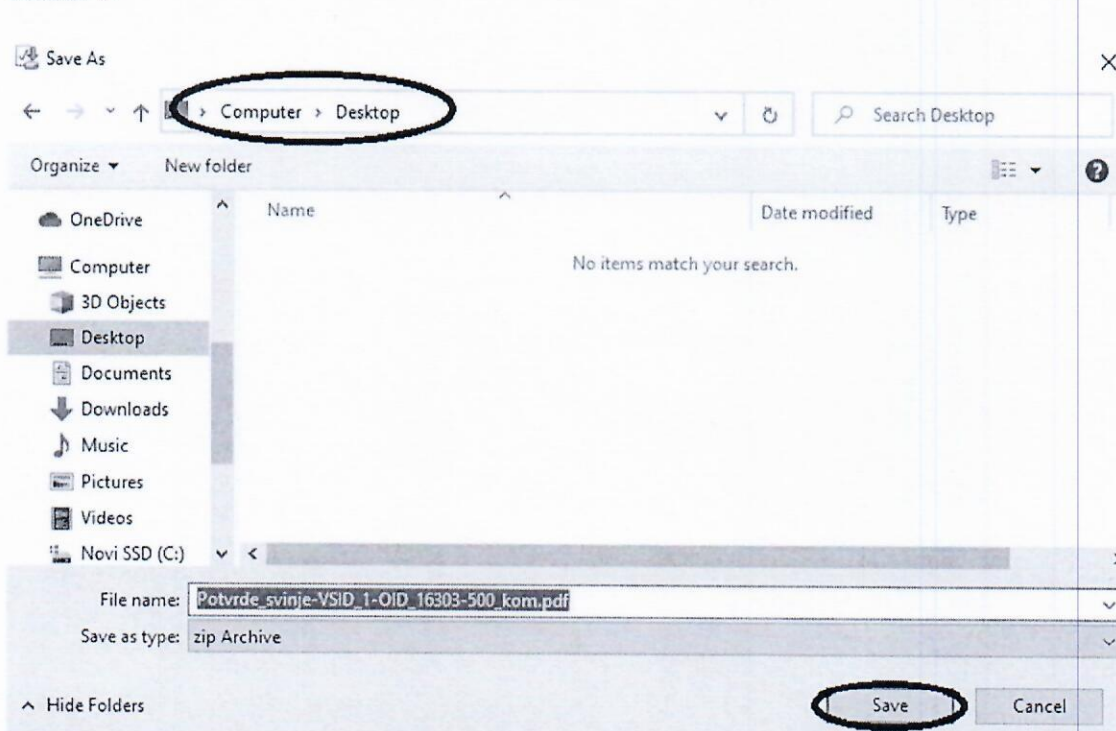 Save As
Computer > Desktop
Search Desktop
Organize New folder
OneDrive
Computer
3D Objects
Desktop
Documents
Downloads
Music
Pictures
Videos
Novi SSD (C:)
Name Date modified Type
No items match your search.
File name: Potvrde_svinje-VSID_1-OID_16303-500_kom.pdf
Save as type: zip Archive
Hide Folders Save Cancel